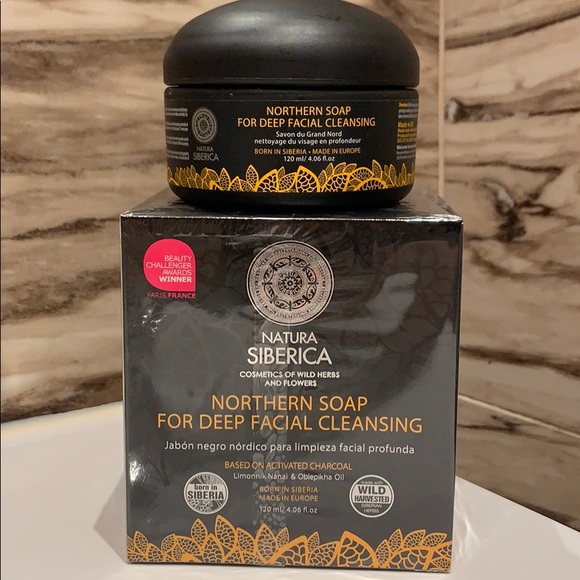 NATURA
SIBERICA
NORTHERN SOAP
FOR DEEP FACIAL CLEANSING
Savon du Grand Nord
nettoyage du visage en profondeur
BORN IN SIBERIA • MADE IN EUROPE
120 ml/ 4.06 fl.oz
BEAUTY
CHALLENGER
AWARDS
WINNER
PARIS FRANCE
NATURA
SIBERICA
COSMETICS OF WILD HERBS
AND FLOWERS
NORTHERN SOAP
FOR DEEP FACIAL CLEANSING
Jabón negro nórdico para limpieza facial profunda
BASED ON ACTIVATED CHARCOAL
Limonnik Nanai & Oblepikha Oil
born in
SIBERIA
BORN IN SIBERIA
MADE IN EUROPE
120 ml/ 4.06 fl.oz
made with
WILD
HARVESTED
SIBERIAN
HERBS